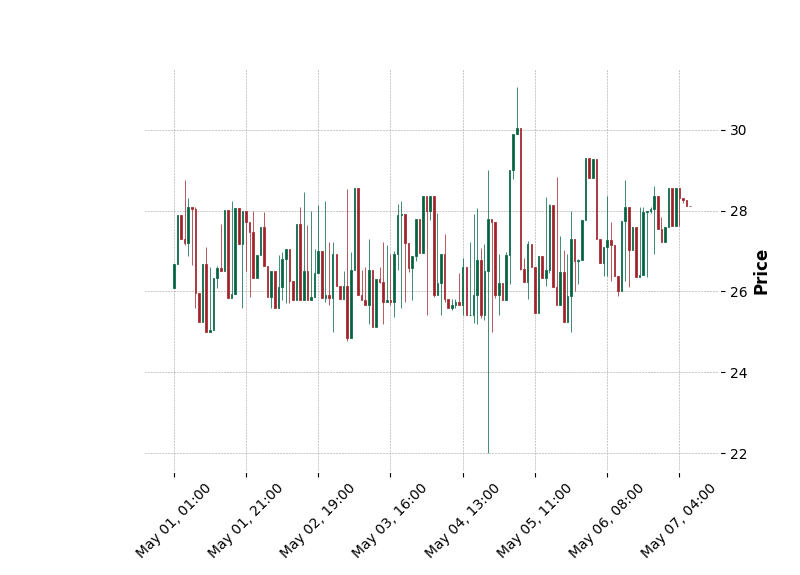 30
28
26
24
22
Price
May 01, 01:00
May 01, 21:00
May 02, 19:00
May 03, 16:00
May 04, 13:00
May 05, 11:00
May 06, 08:00
May 07, 04:00